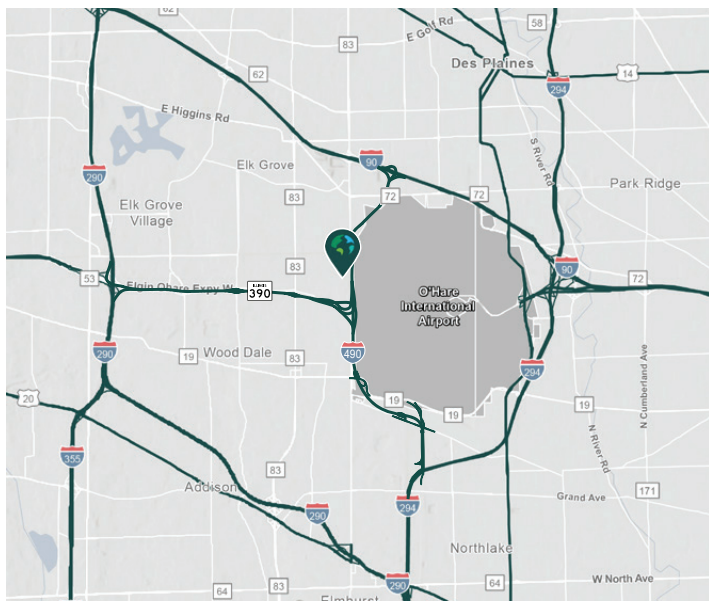 62
83
E Golf Rd
58
Des Plaines
14
294
62
E Higgins Rd
90
S River Rd
Elk Grove
290
72
72
Park Ridge
83
Elk Grove
Village
83
90
53
Elgin Ohare Expy W
ILLINOIS
390
O'Hare
International
Airport
72
290
19
Wood Dale
83
490
294
N Cumberland Ave
20
19
19
19
N River Rd
355
83
Addison
171
Grand Ave
290
294
Northlake
64
83
290
64
W North Ave
Elmhurst